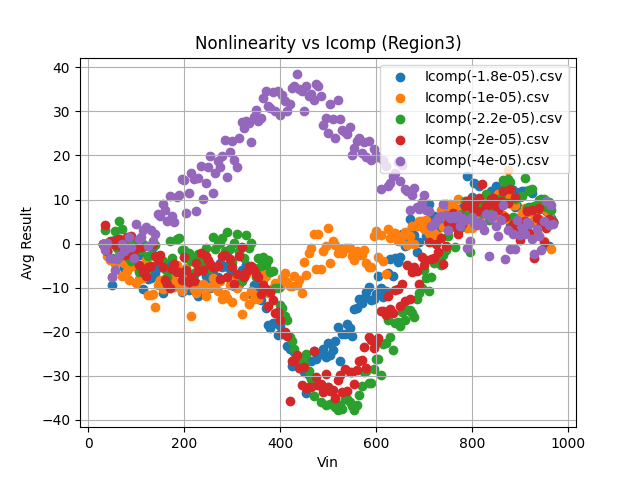 Nonlinearity vs Icomp (Region3)
Icomp(-1.8e-05).csv
Icomp(-1e-05).csv
Icomp(-2.2e-05).csv
Icomp(-2e-05).csv
Icomp(-4e-05).csv
40
30
20
10
0
−10
−20
−30
−40
Avg Result
0 200 400 600 800 1000
Vin